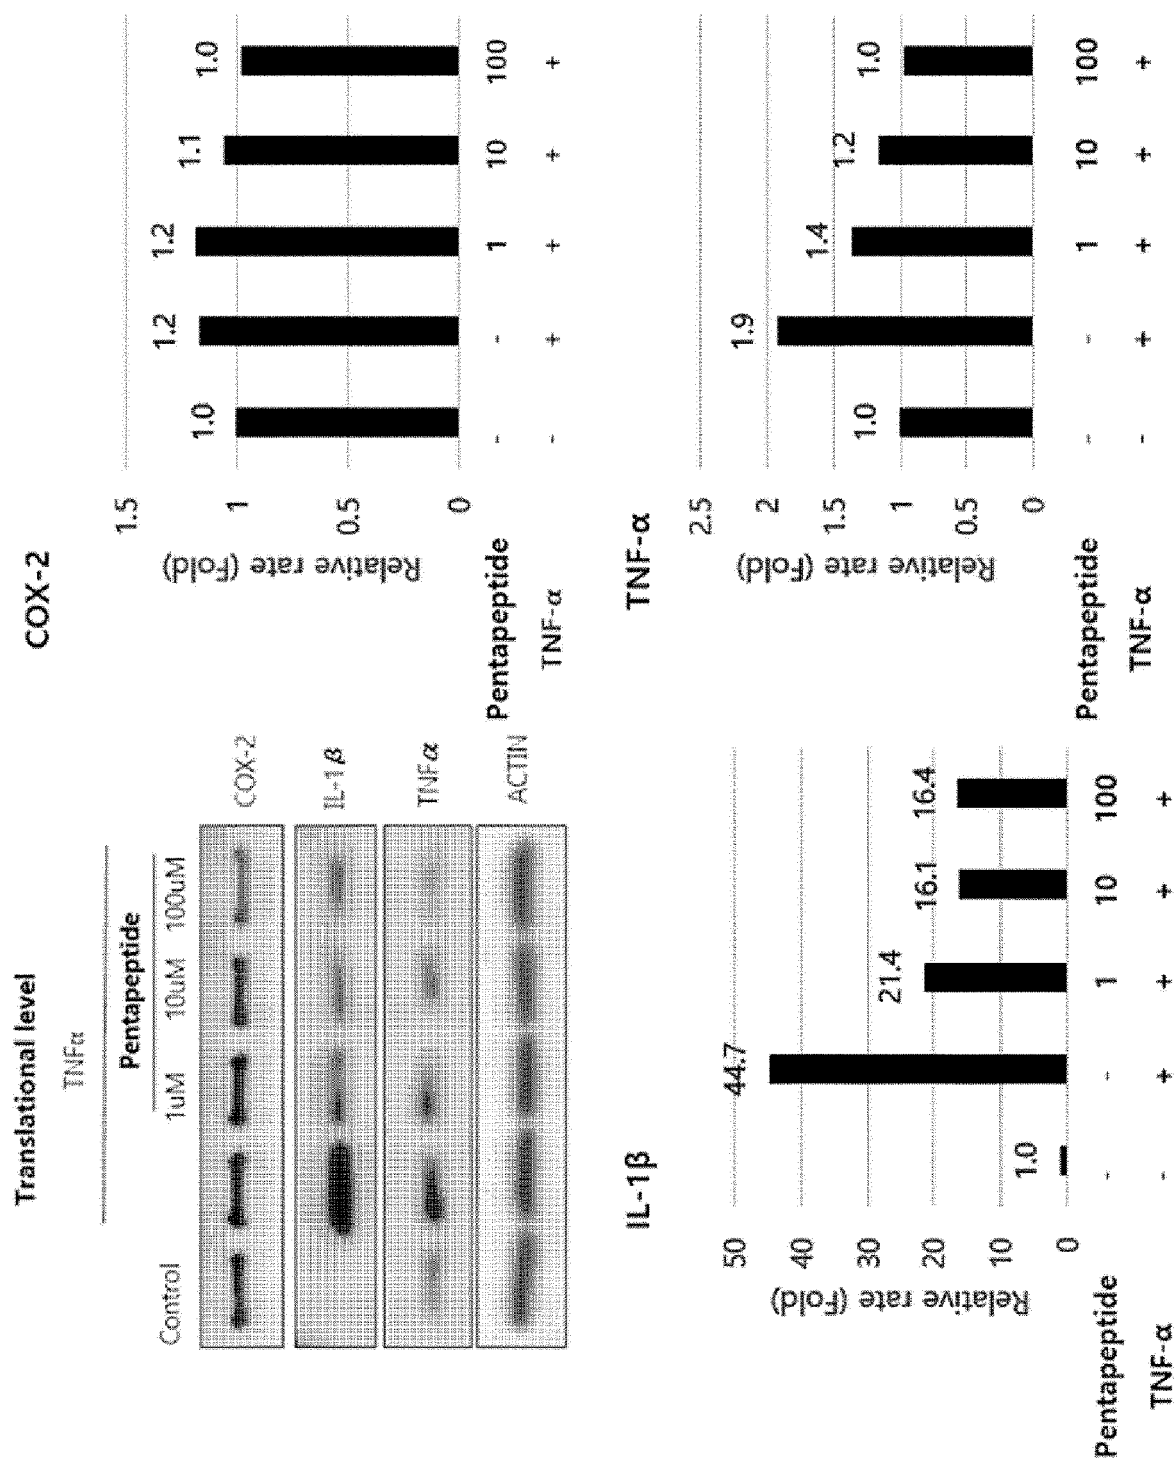 Translational level
TNFα
Pentapeptide
Control 1uM 10uM 100uM
COX-2
IL-1β
TNFα
ACTIN
COX-2
Relative rate (Fold)
1.5
1
0.5
0
1.0 1.2 1.2 1.1 1.0
Pentapeptide - - 1 10 100
TNF-α - + + + +
IL-1β
Relative rate (Fold)
50
40
30
20
10
0
1.0 44.7 21.4 16.1 16.4
Pentapeptide - - 1 10 100
TNF-α - + + + +
TNF-α
Relative rate (Fold)
2.5
2
1.5
1
0.5
0
1.0 1.9 1.4 1.2 1.0
Pentapeptide - - 1 10 100
TNF-α - + + + +